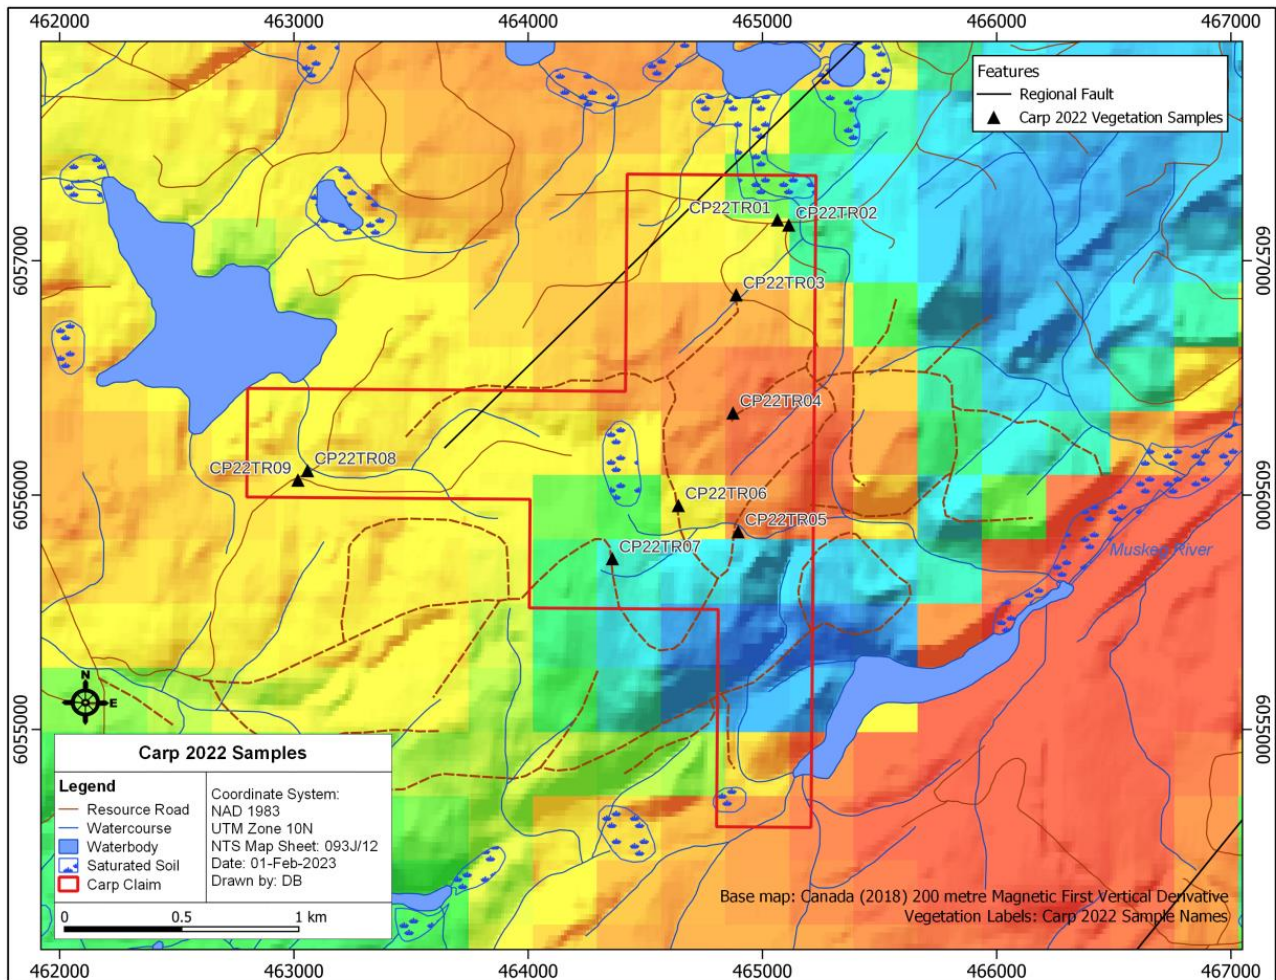 462000 463000 464000 465000 466000 467000
Features
Regional Fault
Carp 2022 Vegetation Samples
CP22TR01 CP22TR02
6057000 6057000
CP22TR03
CP22TR04
CP22TR09 CP22TR08
6056000 6056000
CP22TR06
CP22TR05
CP22TR07
Muskeg River
N
E
6055000 6055000
Carp 2022 Samples
Legend
Resource Road
Watercourse
Waterbody
Saturated Soil
Carp Claim
Coordinate System:
NAD 1983
UTM Zone 10N
NTS Map Sheet: 093J/12
Date: 01-Feb-2023
Drawn by: DB
0 0.5 1 km
Base map: Canada (2018) 200 metre Magnetic First Vertical Derivative
Vegetation Labels: Carp 2022 Sample Names
462000 463000 464000 465000 466000 467000